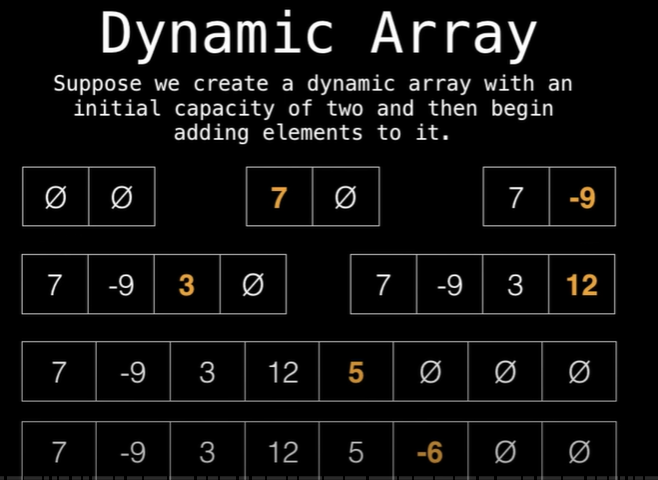 Dynamic Array
Suppose we create a dynamic array with an
initial capacity of two and then begin
adding elements to it.
Ø Ø 7 Ø 7 -9
7 -9 3 Ø 7 -9 3 12
7 -9 3 12 5 Ø Ø Ø
7 -9 3 12 5 -6 Ø Ø